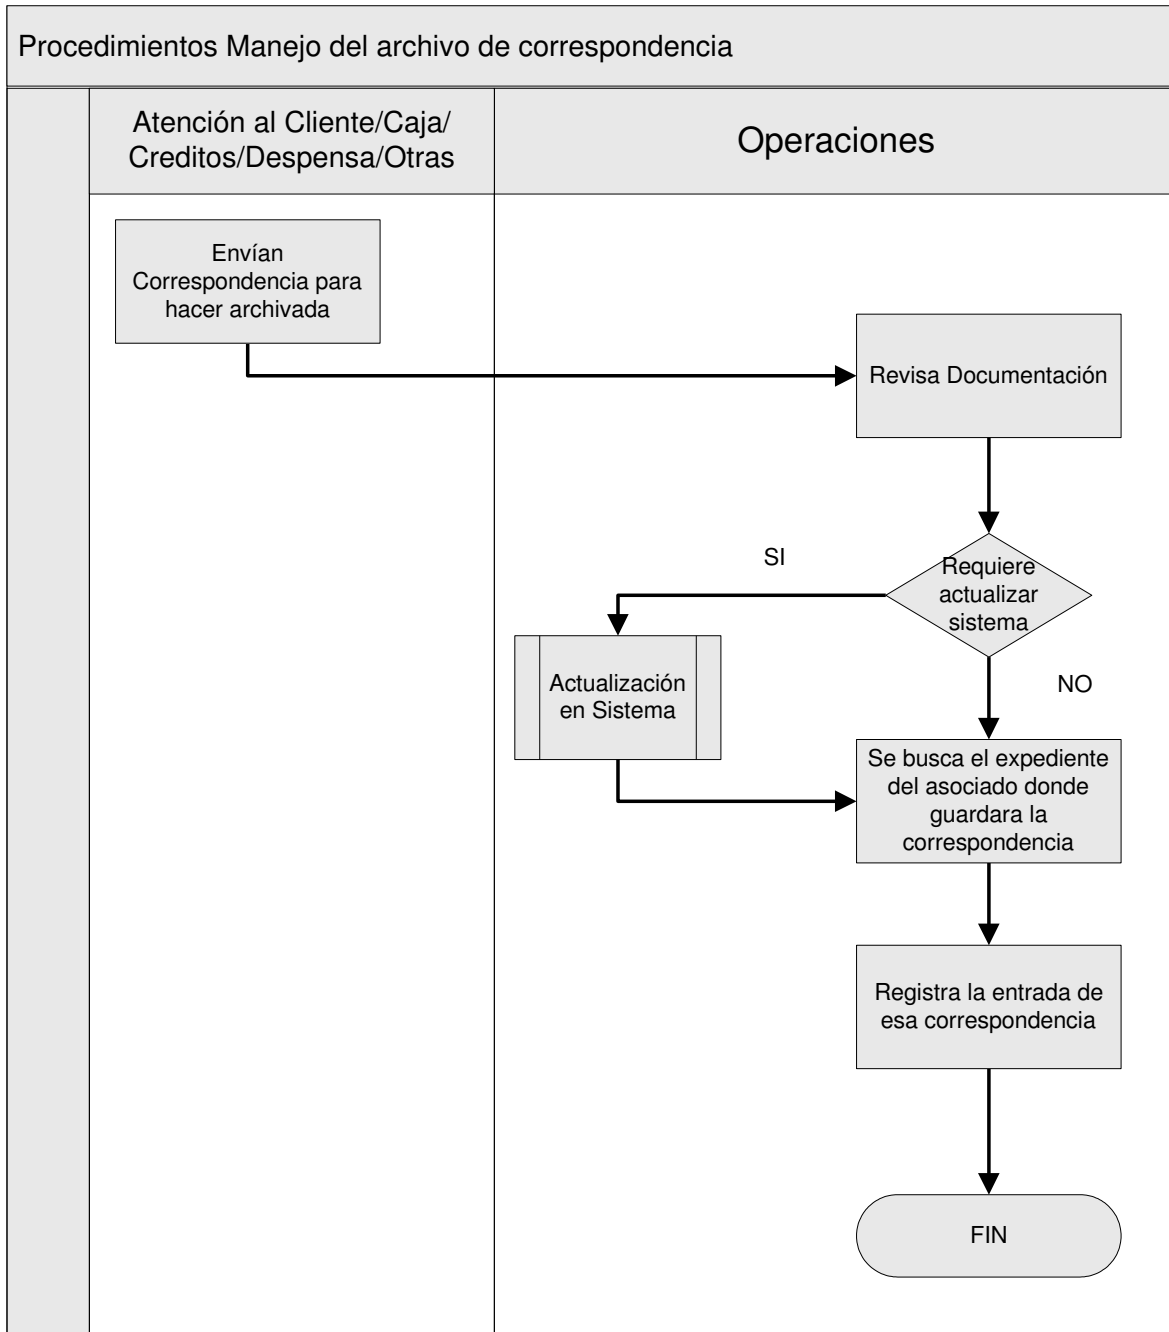 Procedimientos Manejo del archivo de correspondencia
Atención al Cliente/Caja/
Creditos/Despensa/Otras
Operaciones
Envían
Correspondencia para
hacer archivada
Revisa Documentación
SI
Requiere
actualizar
sistema
Actualización
en Sistema
NO
Se busca el expediente
del asociado donde
guardara la
correspondencia
Registra la entrada de
esa correspondencia
FIN